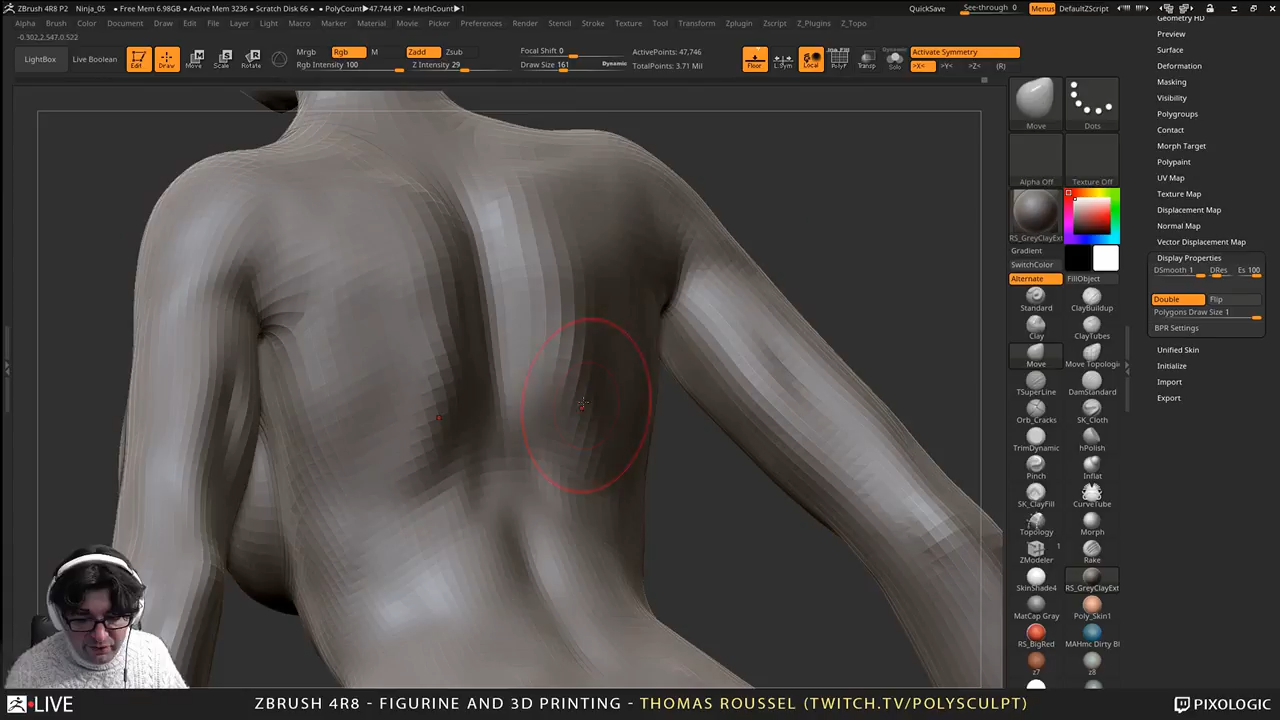 ZBrush 4R8 P2 Ninja_05 • Free Mem 6.98GB • Active Mem 3236 • Scratch Disk 66 • PolyCount▸47.744 KP • MeshCount▸1
QuickSave See-through 0 Menus DefaultZScript
Alpha Brush Color Document Draw Edit File Layer Light Macro Marker Material Movie Picker Preferences Render Stencil Stroke Texture Tool Transform Zplugin Zscript Z_Plugins Z_Topo
-0.302,2.547,0.522
LightBox
Live Boolean
Edit
Draw
Move
Scale
Rotate
Mrgb Rgb M
Rgb Intensity 100
Zadd Zsub
Z Intensity 29
Focal Shift 0
Draw Size 161 Dynamic
ActivePoints: 47,746
TotalPoints: 3.71 Mil
Floor
L.Sym
Local
PolyF
Transp
Dynamic
Solo
Activate Symmetry
>X< >Y< >Z< (R)
Move Dots
Alpha Off Texture Off
RS_GreyClayExt
Gradient
SwitchColor
Alternate FillObject
Standard ClayBuildup
Clay ClayTubes
Move Move Topologic
TSuperLine DamStandard
Orb_Cracks SK_Cloth
TrimDynamic hPolish
Pinch Inflat
SK_ClayFill CurveTube
Topology Morph
1
ZModeler Rake
SkinShade4 RS_GreyClayExt
MatCap Gray Poly_Skin1
RS_BigRed MAHmc Dirty Bl
z7 z8
Geometry HD
Preview
Surface
Deformation
Masking
Visibility
Polygroups
Contact
Morph Target
Polypaint
UV Map
Texture Map
Displacement Map
Normal Map
Vector Displacement Map
Display Properties
DSmooth 1 DRes Es 100
Double Flip
Polygons Draw Size 1
BPR Settings
Unified Skin
Initialize
Import
Export
LIVE
ZBRUSH 4R8 - FIGURINE AND 3D PRINTING - THOMAS ROUSSEL (TWITCH.TV/POLYSCULPT)
PIXOLOGIC